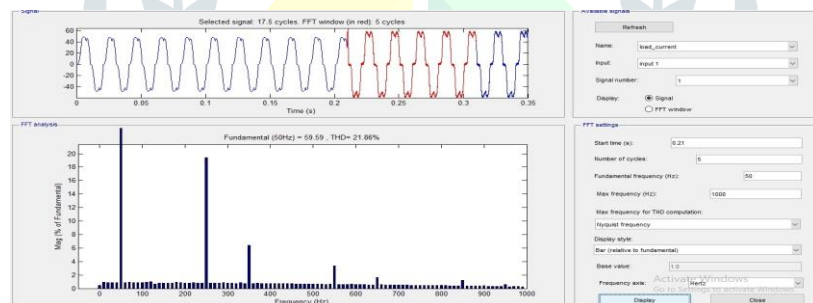 Signal
Selected signal: 17.5 cycles. FFT window (in red): 5 cycles
60
40
20
0
-20
-40
0
0.05
0.1
0.15
0.2
0.25
0.3
0.35
Time (s)
FFT analysis
Fundamental (50Hz) = 59.59 , THD= 21.86%
20
18
16
14
12
10
8
6
4
2
0
Mag (% of Fundamental)
0
100
200
300
400
500
600
700
800
900
1000
Frequency (Hz)
Available signals
Refresh
Name:
load_current
Input:
input 1
Signal number:
1
Display:
Signal
FFT window
FFT settings
Start time (s):
0.21
Number of cycles:
5
Fundamental frequency (Hz):
50
Max frequency (Hz):
1000
Max frequency for THD computation:
Nyquist frequency
Display style:
Bar (relative to fundamental)
Base value:
1.0
Frequency axis:
Hertz
Activate Windows
Go to Settings to activate Windows
Display
Close